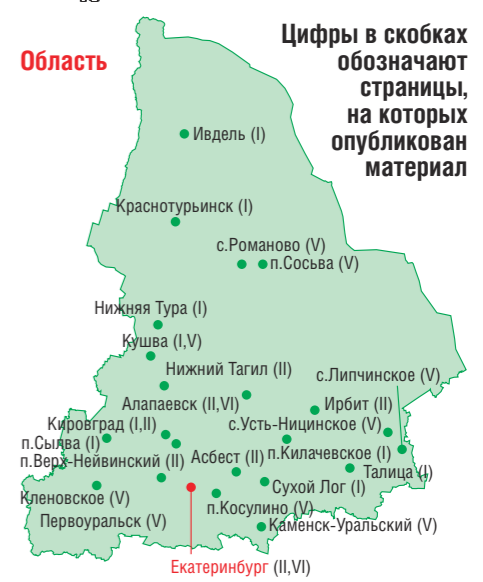 Область
Цифры в скобках
обозначают
страницы,
на которых
опубликован
материал
Ивдель (I)
Краснотурьинск (I)
с.Романово (V)
п.Сосьва (V)
Нижняя Тура (I)
Кушва (I,V)
Нижний Тагил (II)
с.Липчинское (V)
Алапаевск (II,VI)
Ирбит (II)
Кировград (I,II)
с.Усть-Ницинское (V)
п.Сылва (I)
Асбест (II)
п.Килачевское (I)
п.Верх-Нейвинский (II)
Талица (I)
Сухой Лог (I)
Кленовское (V)
п.Косулино (V)
Первоуральск (V)
Каменск-Уральский (V)
Екатеринбург (II,VI)